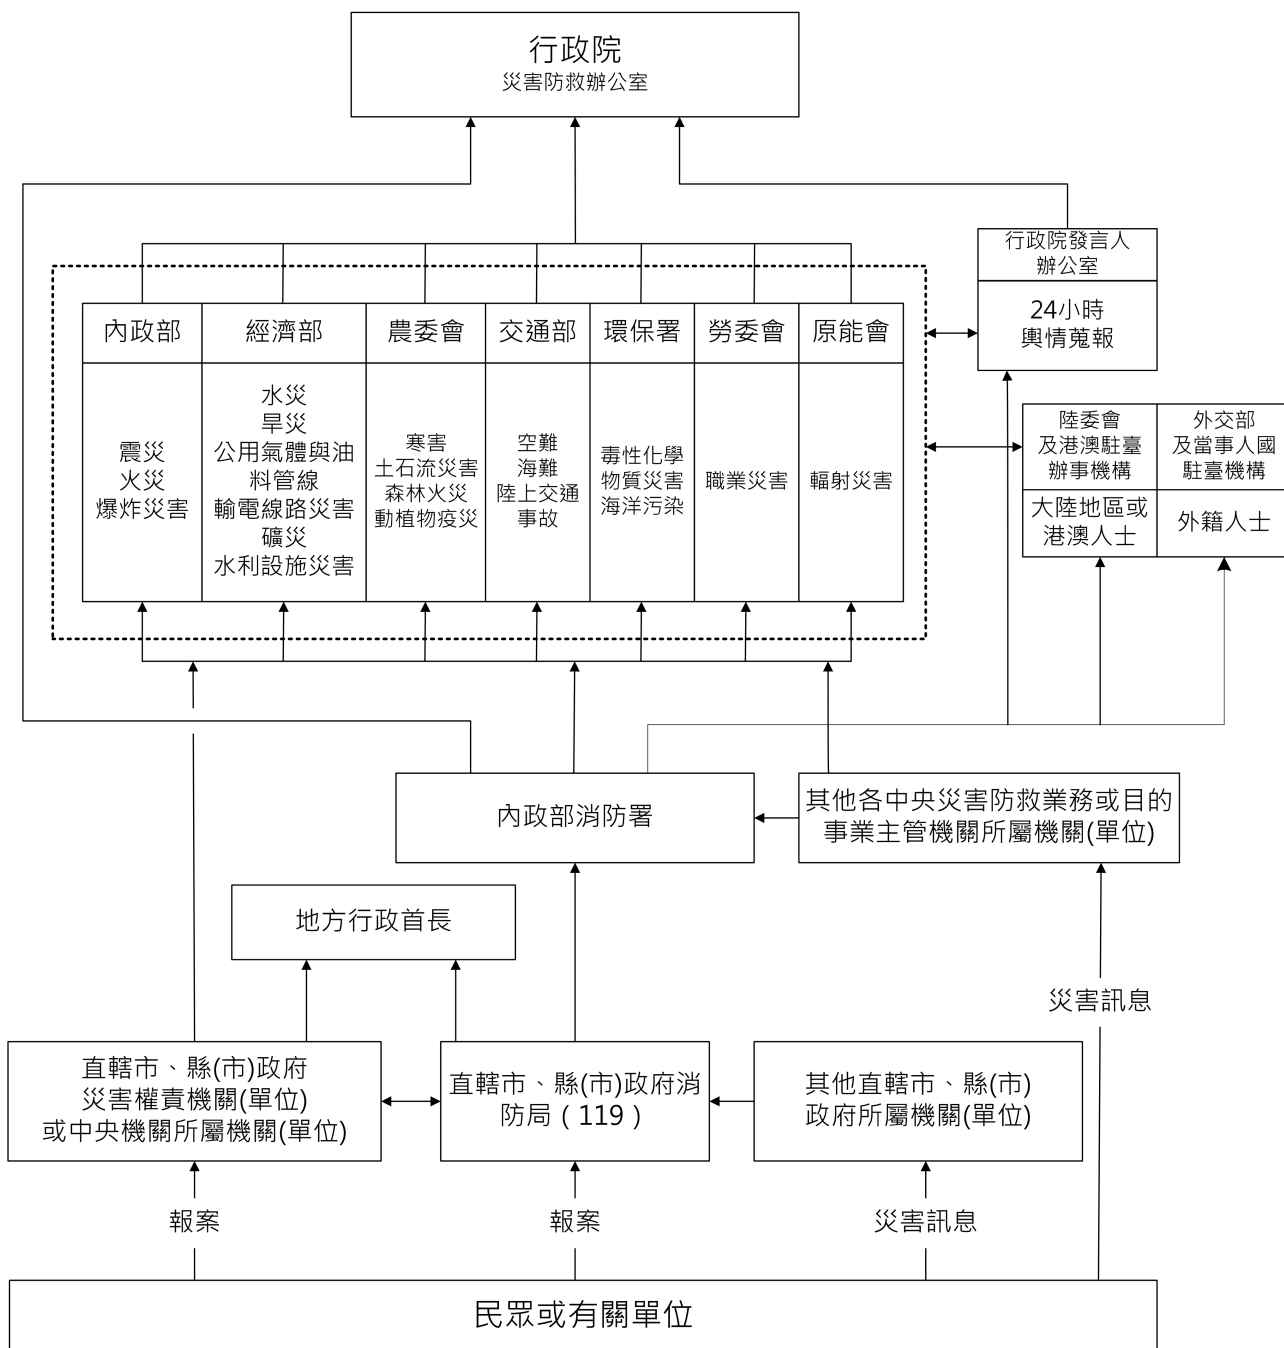 行政院
災害防救辦公室
行政院發言人
辦公室
24小時
輿情蒐報
內政部
經濟部
農委會
交通部
環保署
勞委會
原能會
震災
火災
爆炸災害
水災
旱災
公用氣體與油
料管線
輸電線路災害
礦災
水利設施災害
寒害
土石流災害
森林火災
動植物疫災
空難
海難
陸上交通
事故
毒性化學
物質災害
海洋污染
職業災害
輻射災害
陸委會
及港澳駐臺
辦事機構
外交部
及當事人國
駐臺機構
大陸地區或
港澳人士
外籍人士
內政部消防署
其他各中央災害防救業務或目的
事業主管機關所屬機關(單位)
地方行政首長
災害訊息
直轄市、縣(市)政府
災害權責機關(單位)
或中央機關所屬機關(單位)
直轄市、縣(市)政府消
防局（119）
其他直轄市、縣(市)
政府所屬機關(單位)
報案
報案
災害訊息
民眾或有關單位